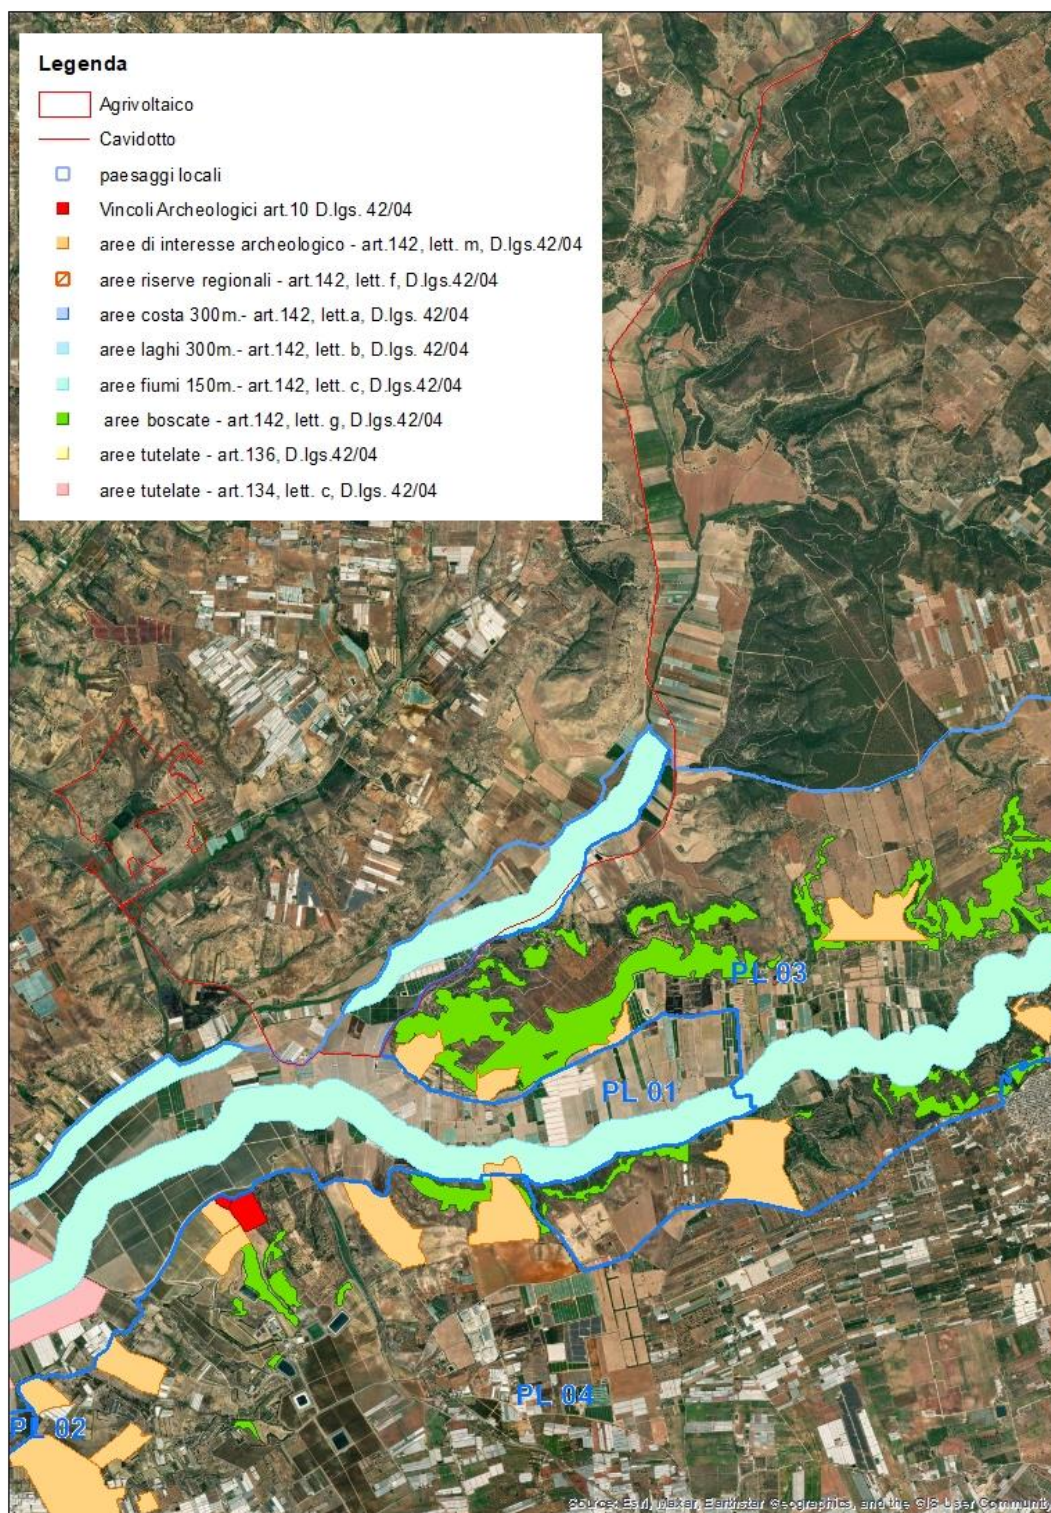 Legenda
Agrivoltaico
Cavidotto
paesaggi locali
Vincoli Archeologici art.10 D.lgs. 42/04
aree di interesse archeologico - art.142, lett. m, D.lgs.42/04
aree riserve regionali - art.142, lett. f, D.lgs.42/04
aree costa 300m.- art.142, lett.a, D.lgs. 42/04
aree laghi 300m.- art.142, lett. b, D.lgs. 42/04
aree fiumi 150m.- art.142, lett. c, D.lgs.42/04
aree boscate - art.142, lett. g, D.lgs.42/04
aree tutelate - art.136, D.lgs.42/04
aree tutelate - art.134, lett. c, D.lgs. 42/04
PL 03
PL 01
PL 04
PL 02
Source: Esri, Maxar, Earthstar Geographics, and the GIS User Community